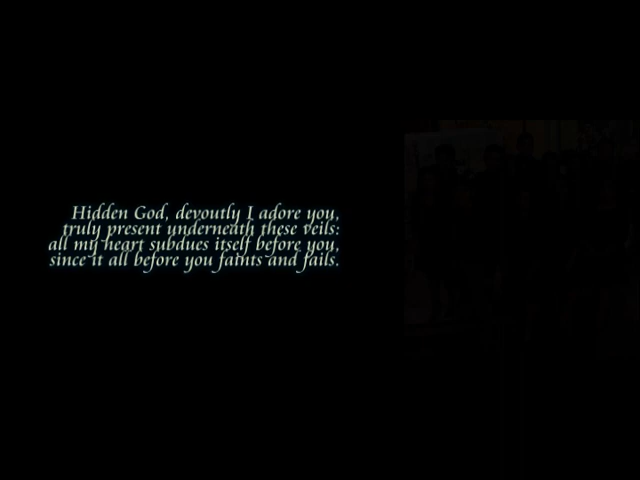 Hidden God, devoutly I adore you,
truly present underneath these veils:
all my heart subdues itself before you,
since it all before you faints and fails.